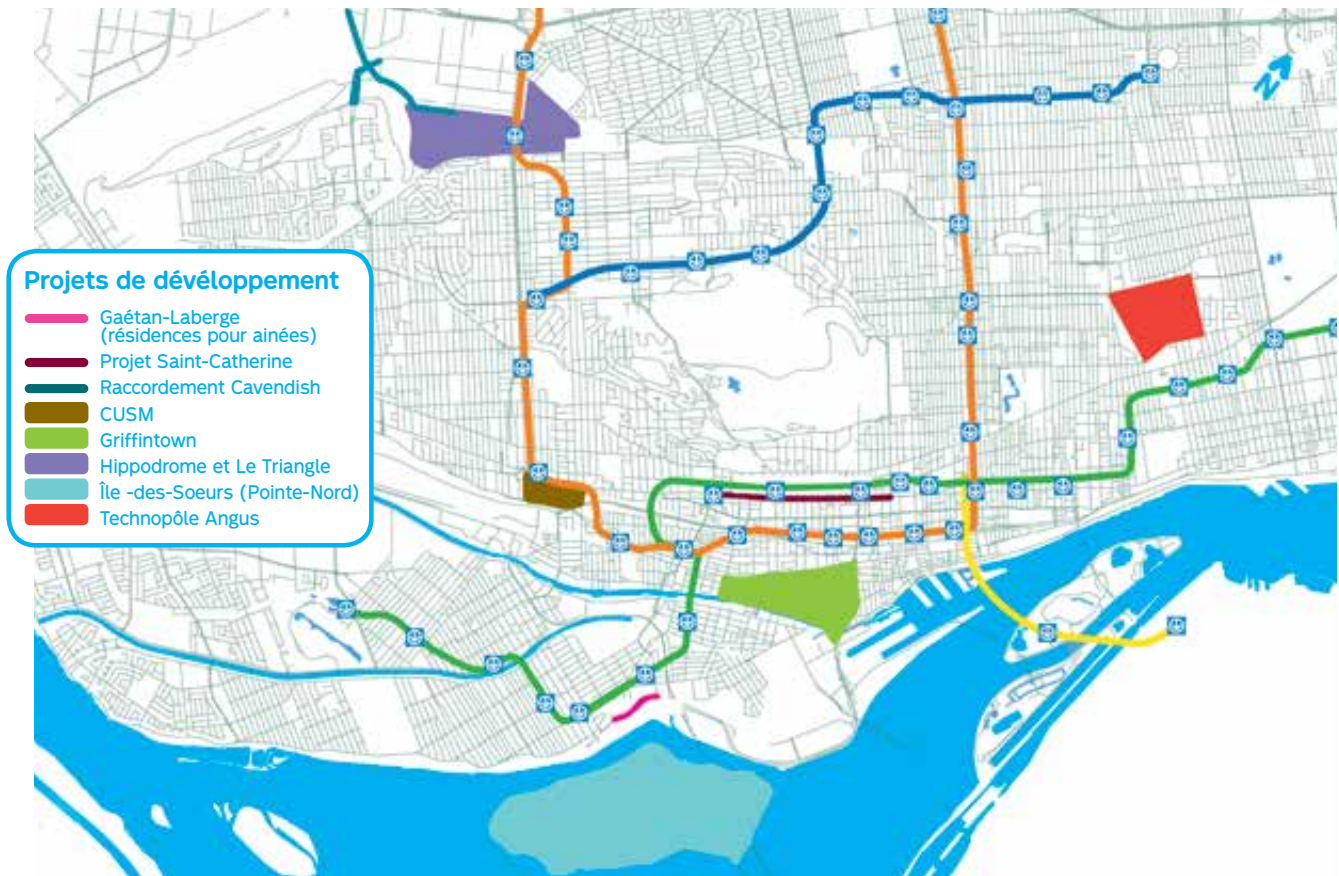 N
Projets de dévéloppement
Gaétan-Laberge
(résidences pour ainées)
Projet Saint-Catherine
Raccordement Cavendish
CUSM
Griffintown
Hippodrome et Le Triangle
Île -des-Soeurs (Pointe-Nord)
Technopôle Angus